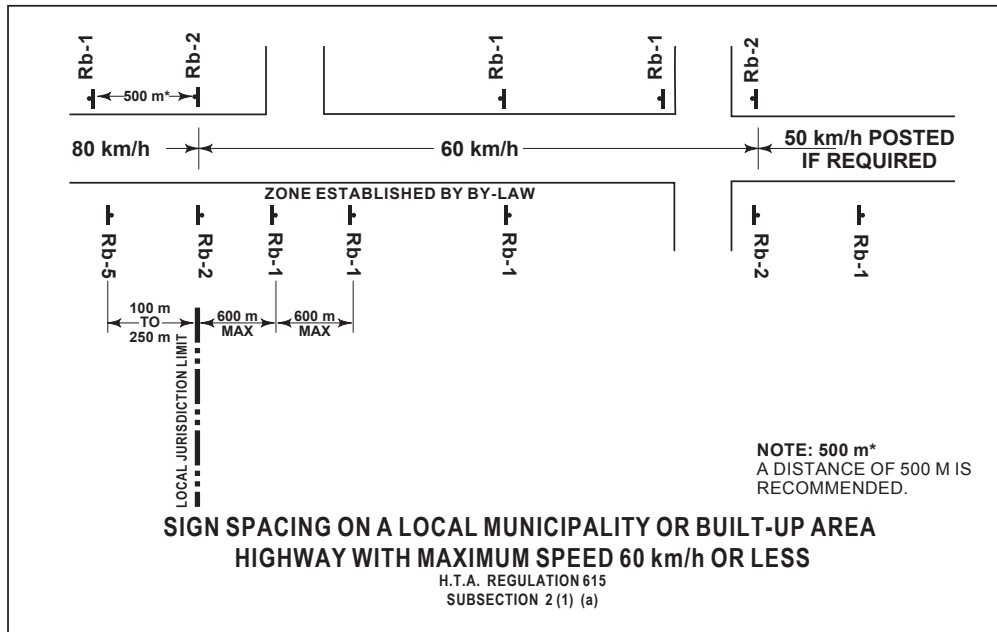 Rb-1
Rb-2
Rb-1
Rb-1
Rb-2
500 m*
80 km/h
60 km/h
50 km/h POSTED
IF REQUIRED
ZONE ESTABLISHED BY BY-LAW
Rb-5
Rb-2
Rb-1
Rb-1
Rb-1
Rb-2
Rb-1
100 m
TO
250 m
600 m
MAX
600 m
MAX
LOCAL JURISDICTION LIMIT
NOTE: 500 m*
A DISTANCE OF 500 M IS
RECOMMENDED.
SIGN SPACING ON A LOCAL MUNICIPALITY OR BUILT-UP AREA
HIGHWAY WITH MAXIMUM SPEED 60 km/h OR LESS
H.T.A. REGULATION 615
SUBSECTION 2 (1) (a)